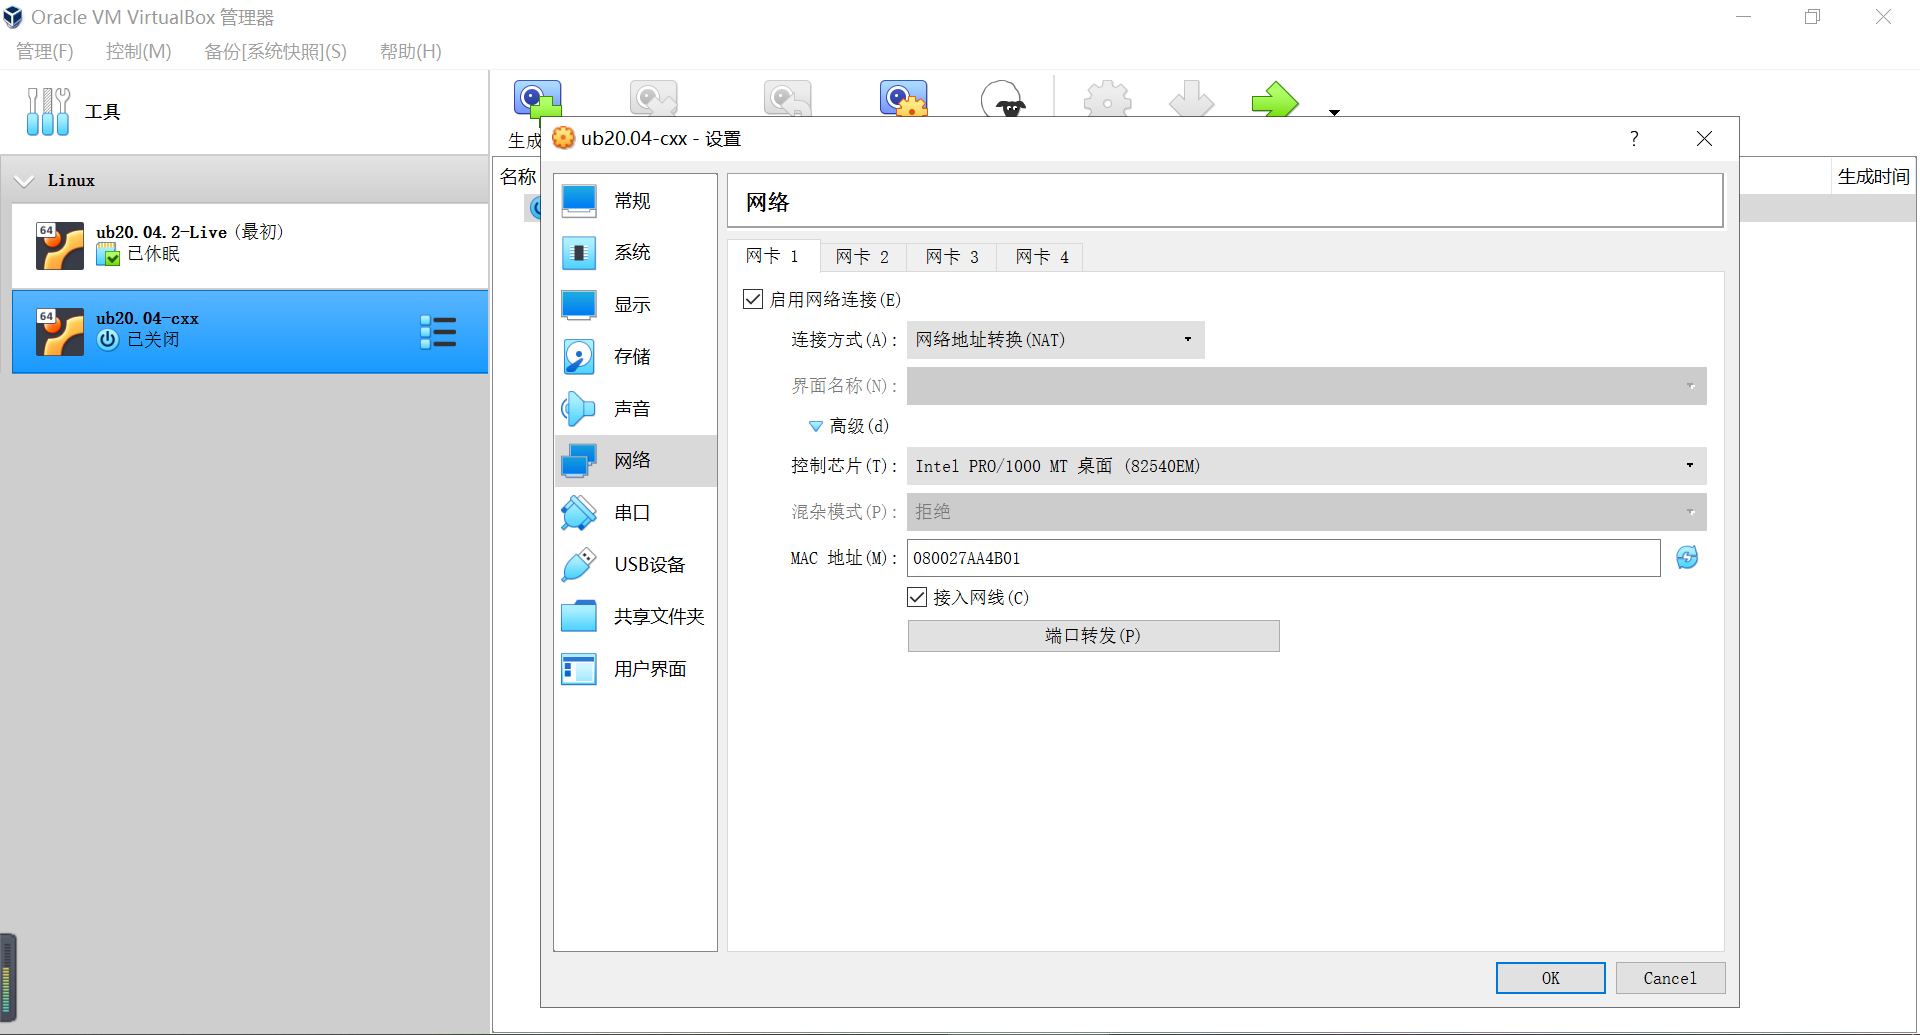 Oracle VM VirtualBox 管理器
管理(F) 控制(M) 备份[系统快照](S) 帮助(H)
工具
生成
Linux
名称
生成时间
64
ub20.04.2-Live (最初)
已休眠
64
ub20.04-cxx
已关闭
ub20.04-cxx - 设置
?
常规
系统
显示
存储
声音
网络
串口
USB设备
共享文件夹
用户界面
网络
网卡 1 网卡 2 网卡 3 网卡 4
启用网络连接(E)
连接方式(A): 网络地址转换(NAT)
界面名称(N):
高级(d)
控制芯片(T): Intel PRO/1000 MT 桌面 (82540EM)
混杂模式(P): 拒绝
MAC 地址(M): 080027AA4B01
接入网线(C)
端口转发(P)
OK Cancel